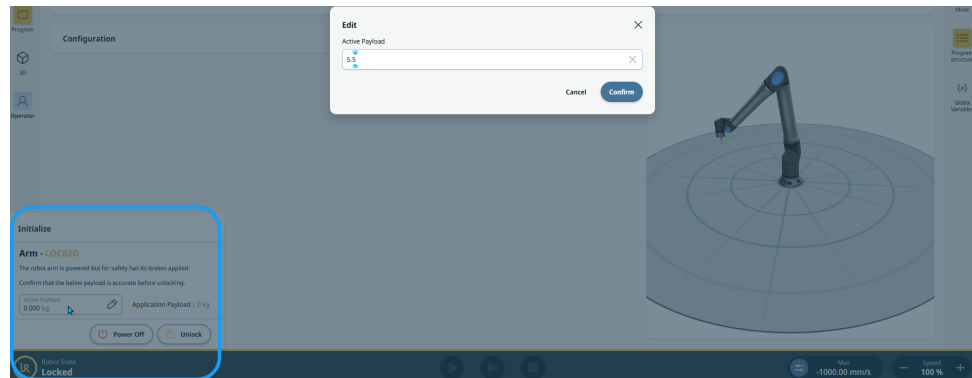 Program
3D
Operator
Configuration
Edit
Active Payload
5.5
Cancel
Confirm
Move
Program
structure
{x}
Global
Variables
Initialize
Arm - LOCKED
The robot arm is powered but for safety has its brakes applied.
Confirm that the below payload is accurate before unlocking.
Active Payload
0.000 kg
Application Payload | 0 kg
Power Off
Unlock
UR
Robot State
Locked
Max
-1000.00 mm/s
Speed
100 %